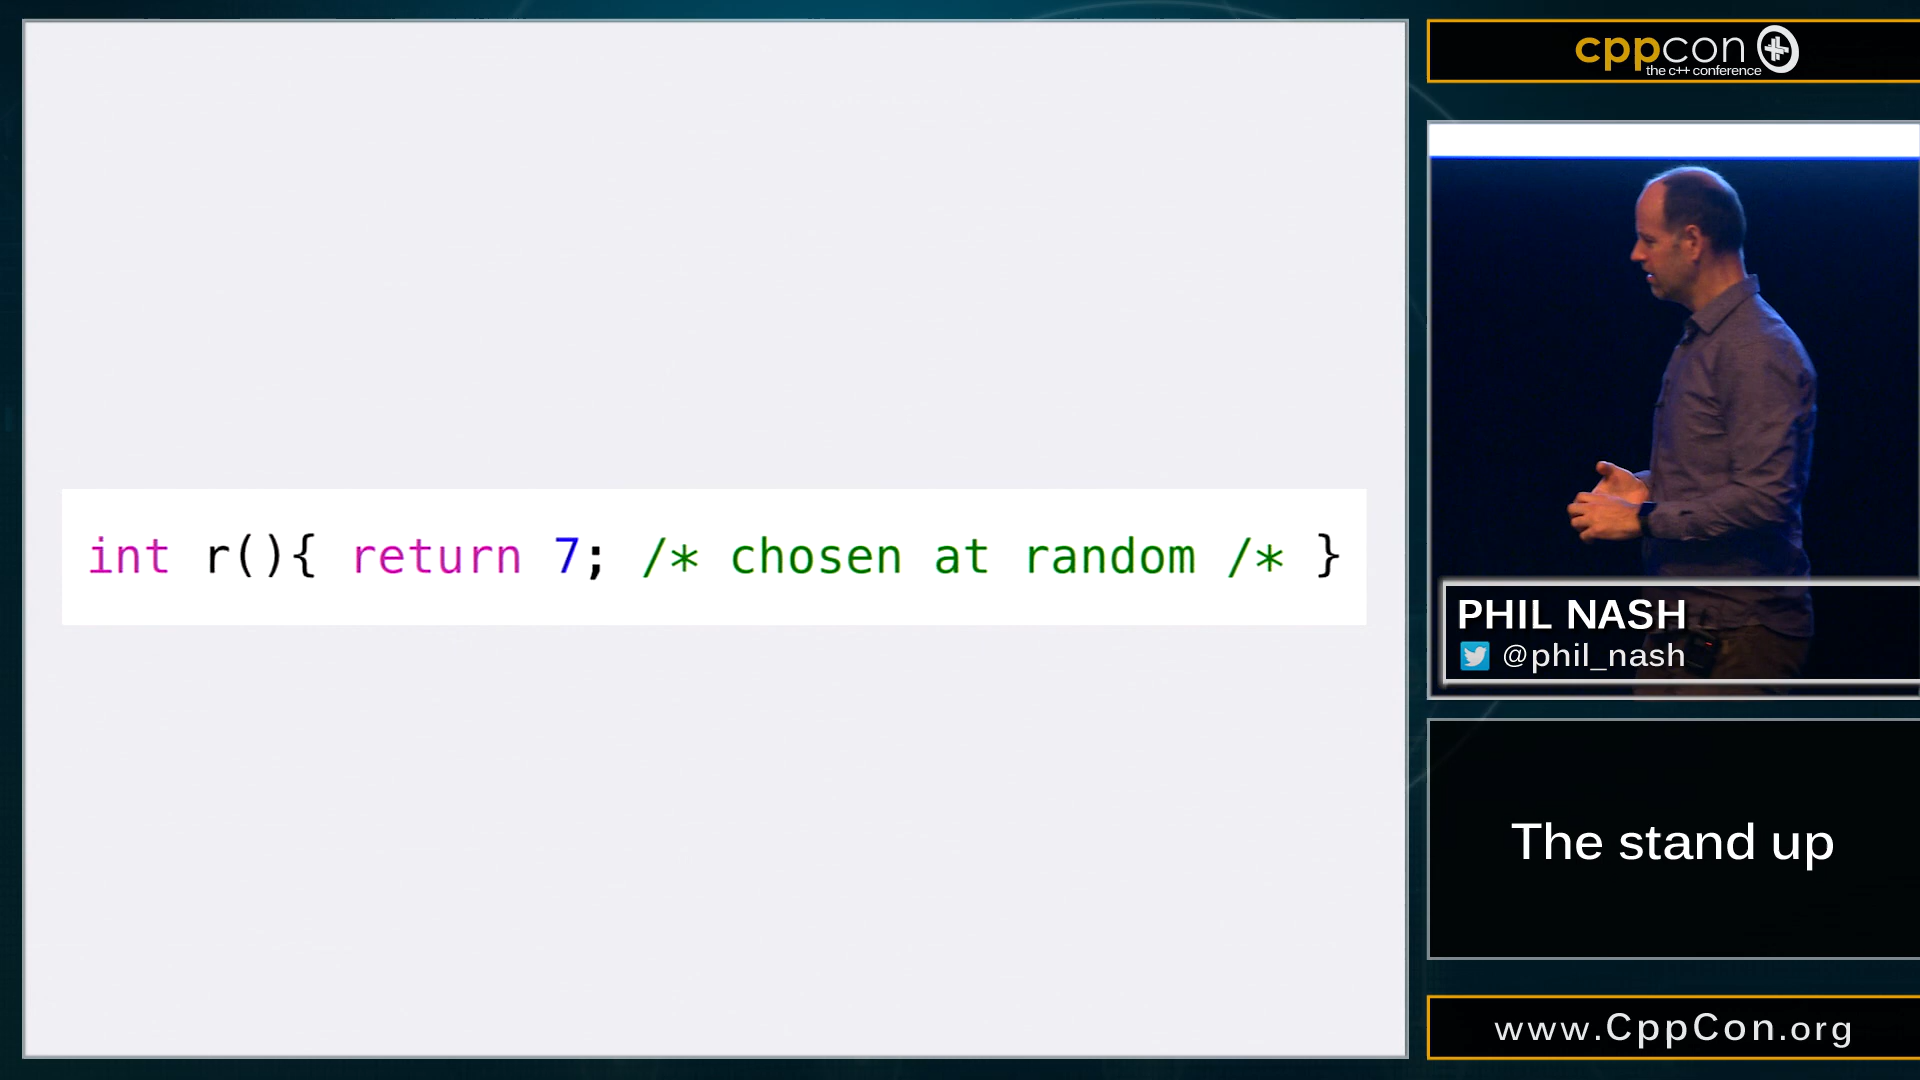 int r(){ return 7; /* chosen at random /* }
cppcon
the c++ conference
PHIL NASH
@phil_nash
The stand up
www.CppCon.org